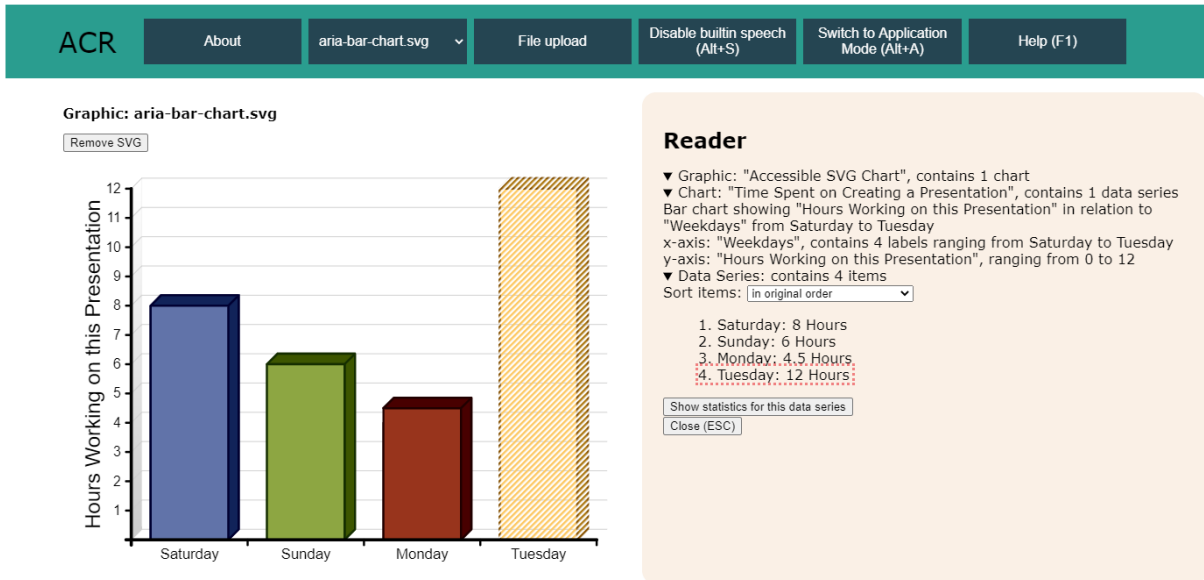 ACR
About
aria-bar-chart.svg
File upload
Disable builtin speech
(Alt+S)
Switch to Application
Mode (Alt+A)
Help (F1)
Graphic: aria-bar-chart.svg
Remove SVG
Hours Working on this Presentation
12
11
10
9
8
7
6
5
4
3
2
1
Saturday
Sunday
Monday
Tuesday
Reader
▼ Graphic: "Accessible SVG Chart", contains 1 chart
▼ Chart: "Time Spent on Creating a Presentation", contains 1 data series
Bar chart showing "Hours Working on this Presentation" in relation to
"Weekdays" from Saturday to Tuesday
x-axis: "Weekdays", contains 4 labels ranging from Saturday to Tuesday
y-axis: "Hours Working on this Presentation", ranging from 0 to 12
▼ Data Series: contains 4 items
Sort items: in original order
1. Saturday: 8 Hours
2. Sunday: 6 Hours
3. Monday: 4.5 Hours
4. Tuesday: 12 Hours
Show statistics for this data series
Close (ESC)